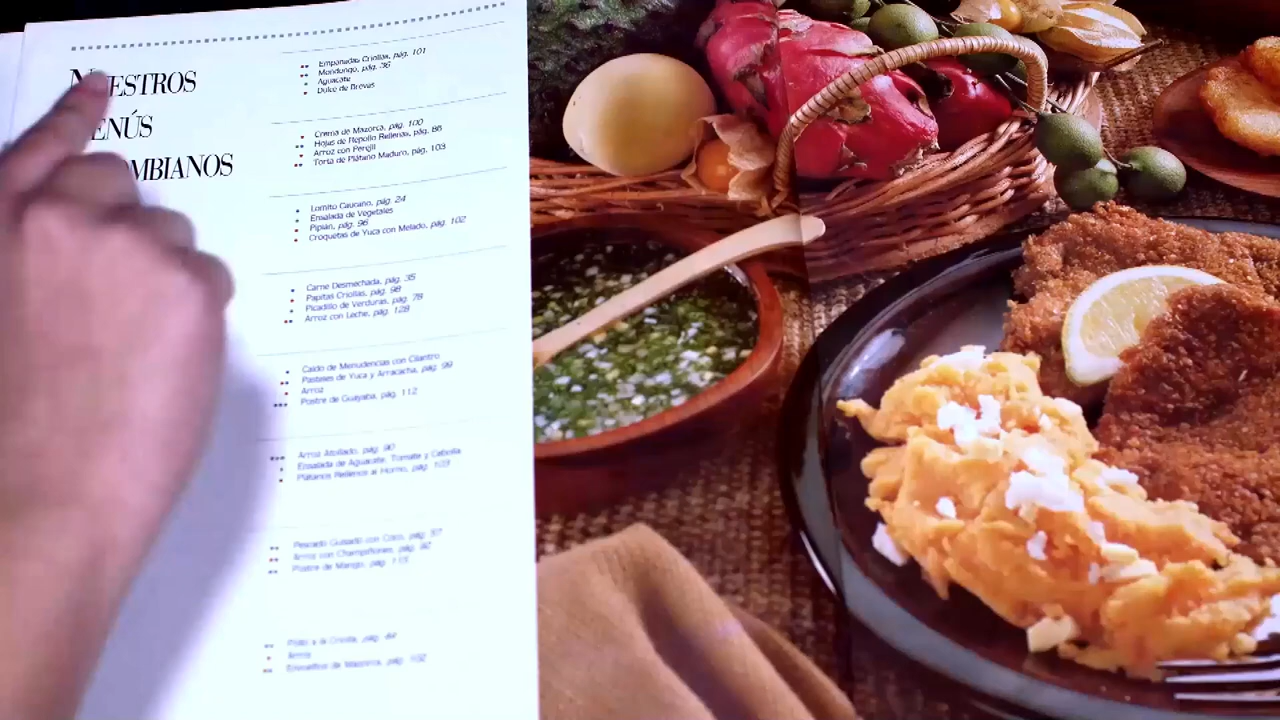 NUESTROS
MENÚS
COLOMBIANOS
Empanadas Criollas, pág. 101
Mondongo, pág. 36
Aguacate
Dulce de Brevas
Crema de Mazorca, pág. 100
Hojas de Repollo Rellenas, pág. 86
Arroz con Perejil
Torta de Plátano Maduro, pág. 103
Lomito Caucano, pág. 24
Ensalada de Vegetales
Pipián, pág. 96
Croquetas de Yuca con Melado, pág. 102
Carne Desmechada, pág. 35
Papitas Criollas, pág. 98
Picadillo de Verduras, pág. 78
Arroz con Leche, pág. 128
Caldo de Menudencias con Cilantro
Pasteles de Yuca y Arracacha, pág. 99
Arroz
Postre de Guayaba, pág. 112
Arroz Atollado, pág. 90
Ensalada de Aguacate, Tomate y Cebolla
Plátanos Rellenos al Horno, pág. 103
Pescado Guisado con Coco, pág.
Arroz con Champiñones, pág.
Postre de Mango, pág.
a la Criolla, pág.
Arroz
Envueltos de Mazorca, pág. 102